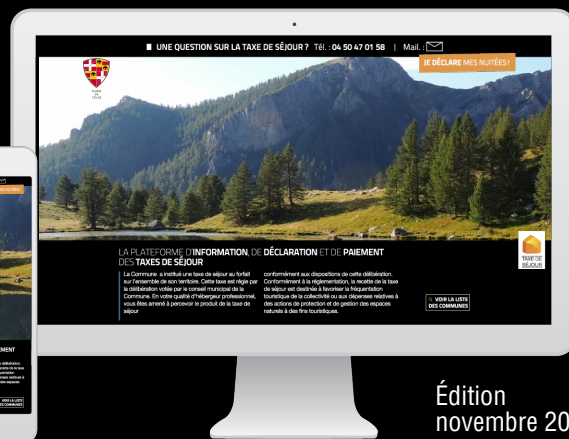 UNE QUESTION SUR LA TAXE DE SÉJOUR ? Tél. : 04 50 47 01 58 | Mail. :
JE DÉCLARE MES NUITÉES !
LA PLATEFORME D'INFORMATION, DE DÉCLARATION ET DE PAIEMENT
DES TAXES DE SÉJOUR
La Commune a institué une taxe de séjour au forfait
sur l'ensemble de son territoire. Cette taxe est régie par
la délibération votée par le conseil municipal de la
Commune. En votre qualité d'hébergeur professionnel,
vous êtes amené à percevoir le produit de la taxe de
séjour
conformément aux dispositions de cette délibération.
Conformément à la réglementation, la recette de la taxe
de séjour est destinée à favoriser la fréquentation
touristique de la collectivité ou aux dépenses relatives à
des actions de protection et de gestion des espaces
naturels à des fins touristiques.
TAXE DE
SÉJOUR
VOIR LA LISTE
DES COMMUNES
VOIR LA LISTE
DES COMMUNES
Édition
novembre 20